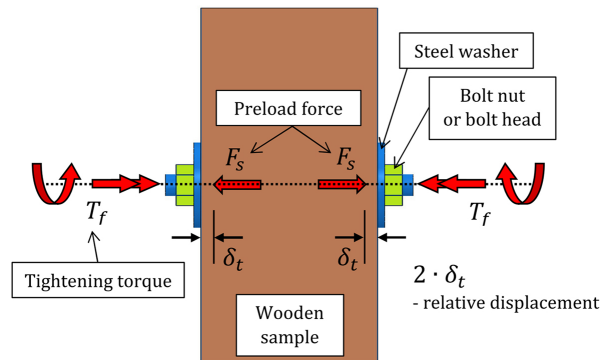 Steel washer
Preload force
Bolt nut
or bolt head
F_s
F_s
T_f
T_f
δ_t
δ_t
Tightening torque
2 · δ_t
- relative displacement
Wooden
sample